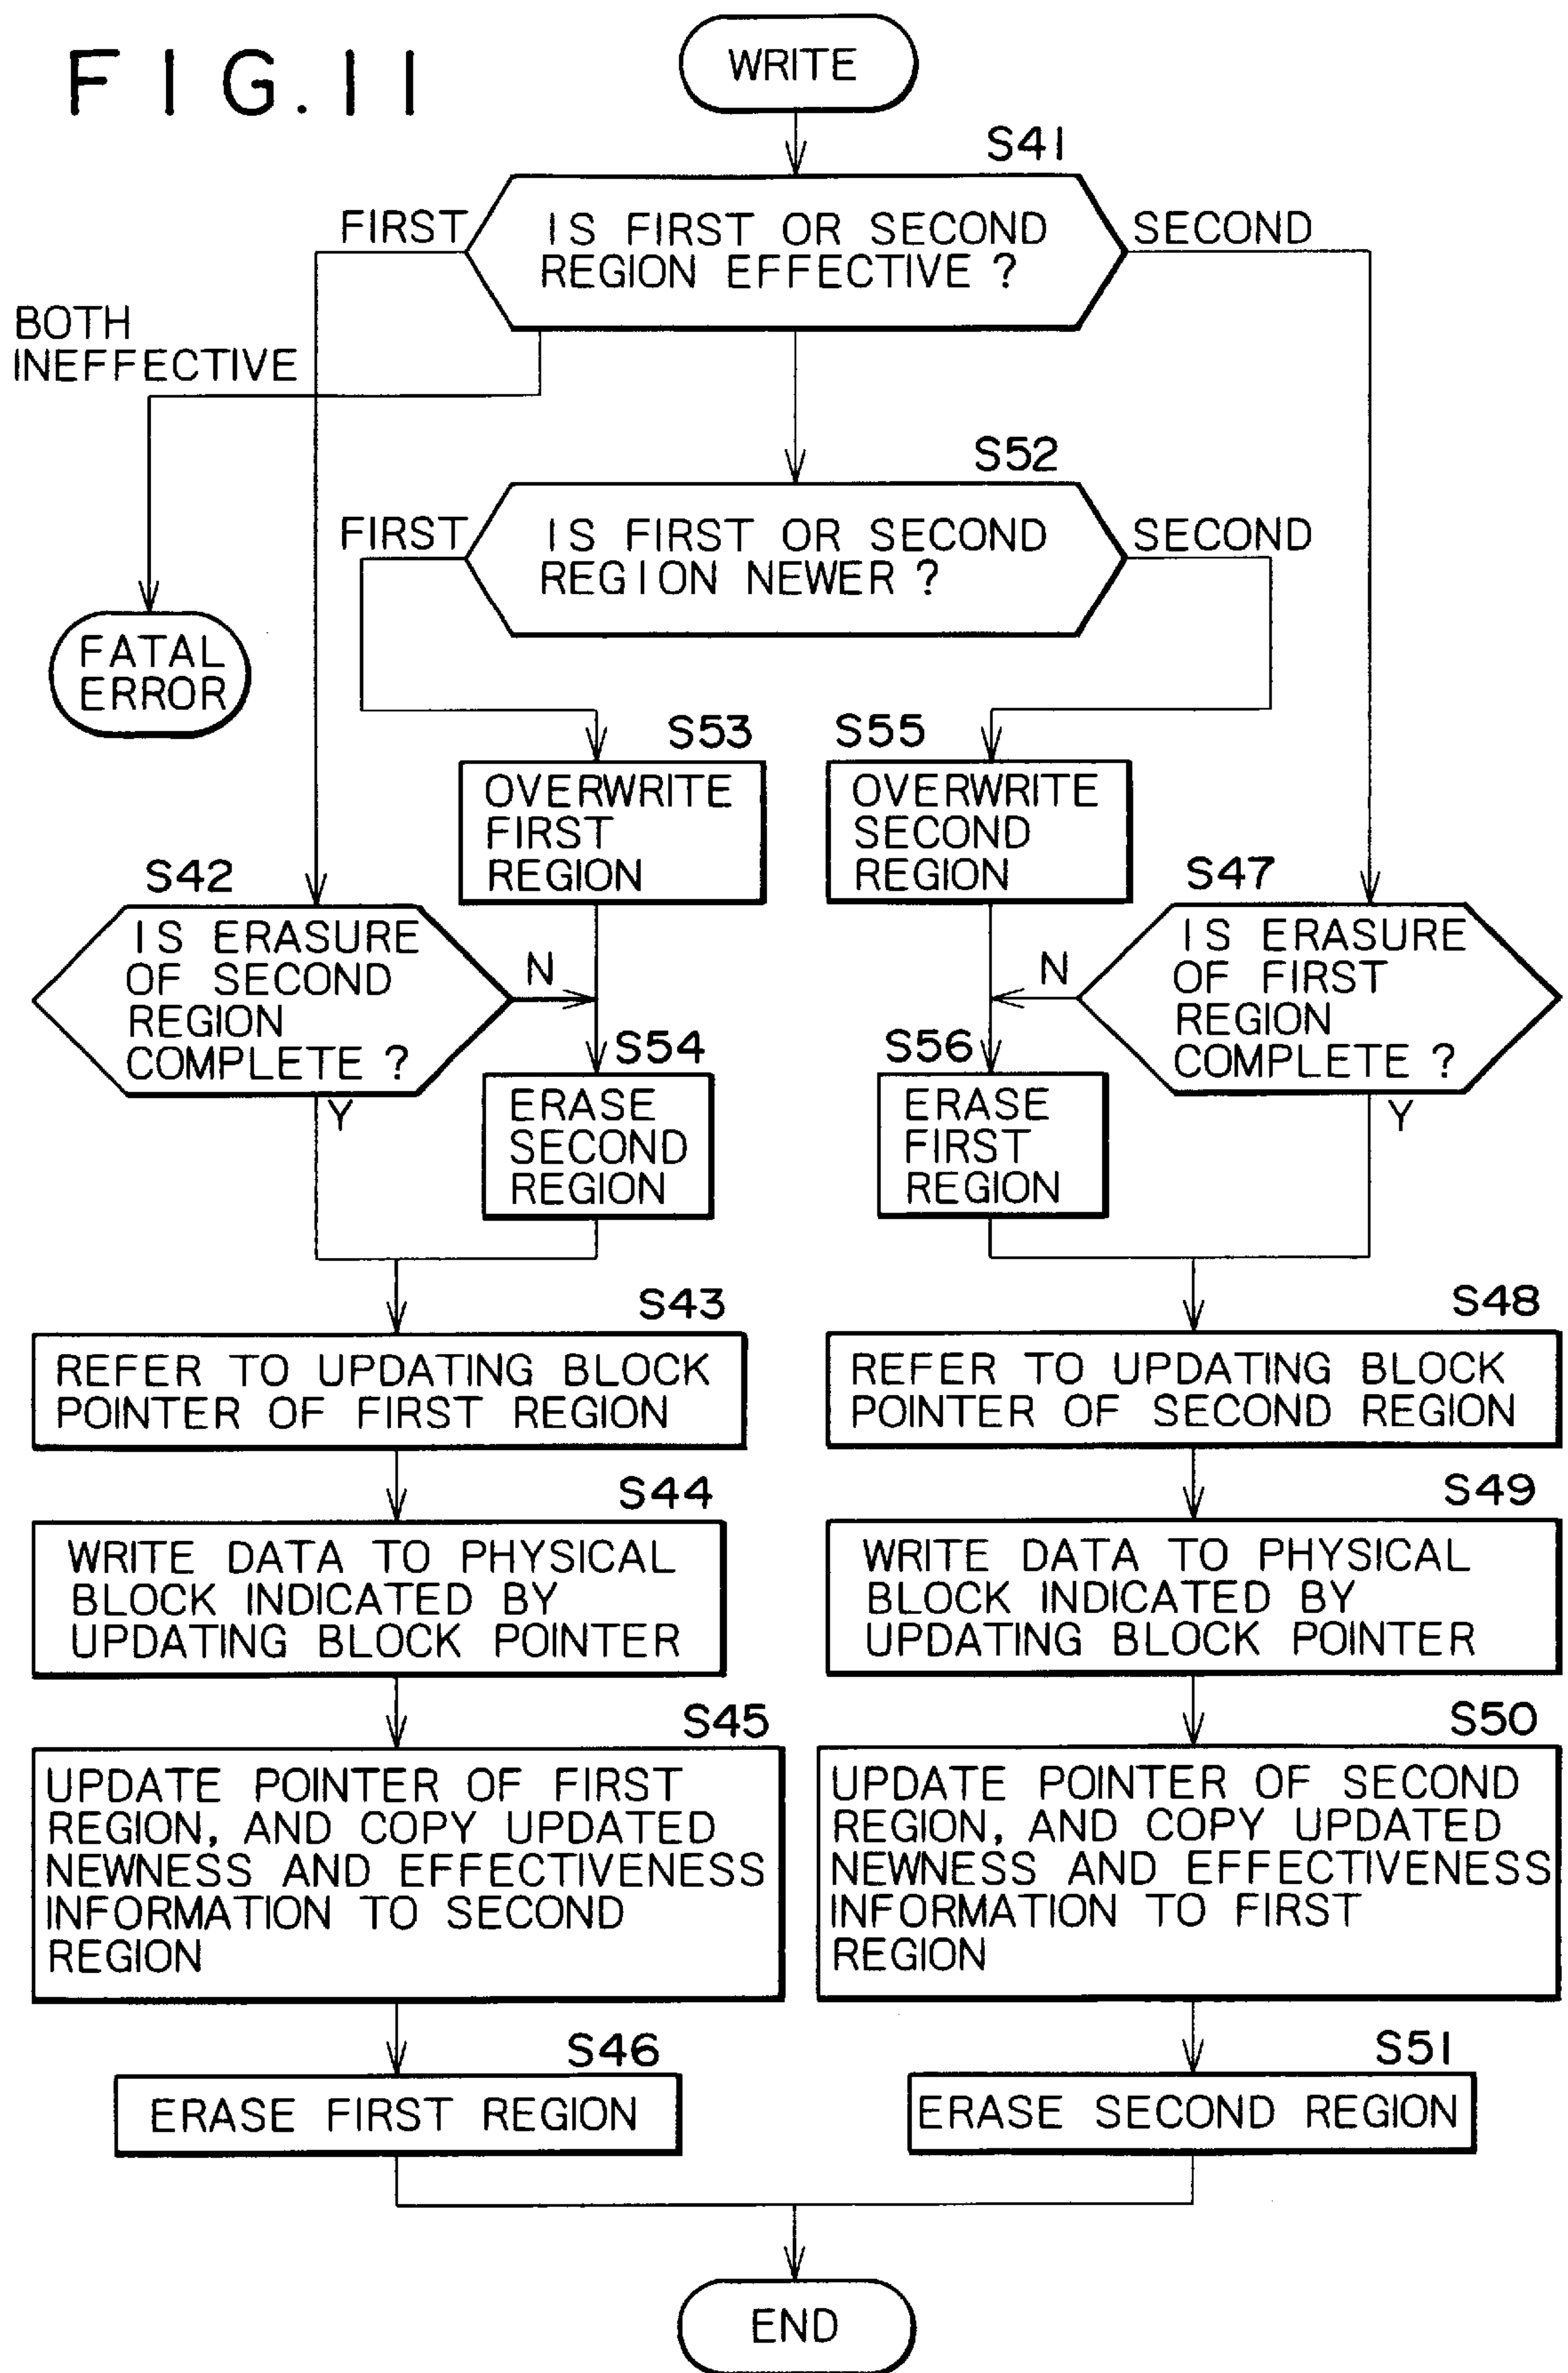 FIG.11
WRITE
S41
FIRST
IS FIRST OR SECOND
REGION EFFECTIVE ?
SECOND
BOTH
INEFFECTIVE
S52
FIRST
IS FIRST OR SECOND
REGION NEWER ?
SECOND
FATAL
ERROR
S53
OVERWRITE
FIRST
REGION
S55
OVERWRITE
SECOND
REGION
S42
IS ERASURE
OF SECOND
REGION
COMPLETE ?
N
Y
S47
IS ERASURE
OF FIRST
REGION
COMPLETE ?
N
Y
S54
ERASE
SECOND
REGION
S56
ERASE
FIRST
REGION
S43
REFER TO UPDATING BLOCK
POINTER OF FIRST REGION
S48
REFER TO UPDATING BLOCK
POINTER OF SECOND REGION
S44
WRITE DATA TO PHYSICAL
BLOCK INDICATED BY
UPDATING BLOCK POINTER
S49
WRITE DATA TO PHYSICAL
BLOCK INDICATED BY
UPDATING BLOCK POINTER
S45
UPDATE POINTER OF FIRST
REGION, AND COPY UPDATED
NEWNESS AND EFFECTIVENESS
INFORMATION TO SECOND
REGION
S50
UPDATE POINTER OF SECOND
REGION, AND COPY UPDATED
NEWNESS AND EFFECTIVENESS
INFORMATION TO FIRST
REGION
S46
ERASE FIRST REGION
S51
ERASE SECOND REGION
END